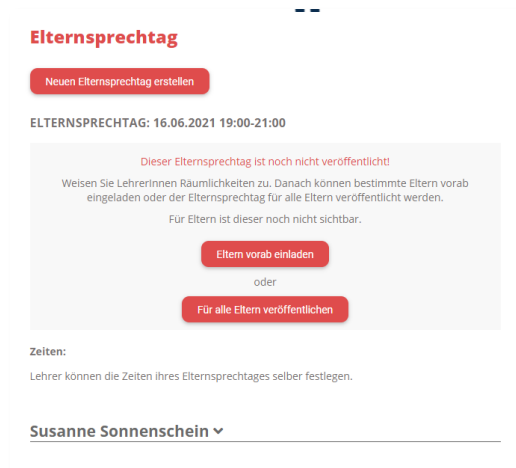 Elternsprechtag
Neuen Elternsprechtag erstellen
ELTERNSPRECHTAG: 16.06.2021 19:00-21:00
Dieser Elternsprechtag ist noch nicht veröffentlicht!
Weisen Sie LehrerInnen Räumlichkeiten zu. Danach können bestimmte Eltern vorab
eingeladen oder der Elternsprechtag für alle Eltern veröffentlicht werden.
Für Eltern ist dieser noch nicht sichtbar.
Eltern vorab einladen
oder
Für alle Eltern veröffentlichen
Zeiten:
Lehrer können die Zeiten ihres Elternsprechtages selber festlegen.
Susanne Sonnenschein